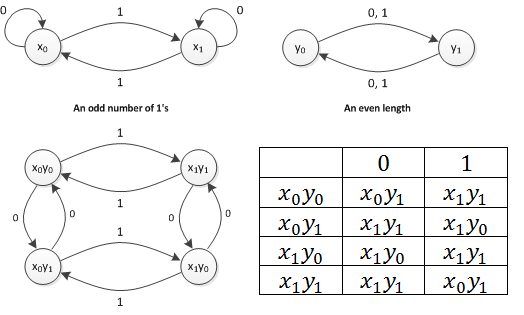 0 1 0
x₀ x₁
1
An odd number of 1's
0, 1
y₀ y₁
0, 1
An even length
1
x₀y₀ x₁y₁
1
0 0 0 0
1
x₀y₁ x₁y₀
1
0 1
x₀y₀ x₀y₁ x₁y₁
x₀y₁ x₁y₁ x₁y₀
x₁y₀ x₁y₀ x₁y₁
x₁y₁ x₁y₁ x₀y₁